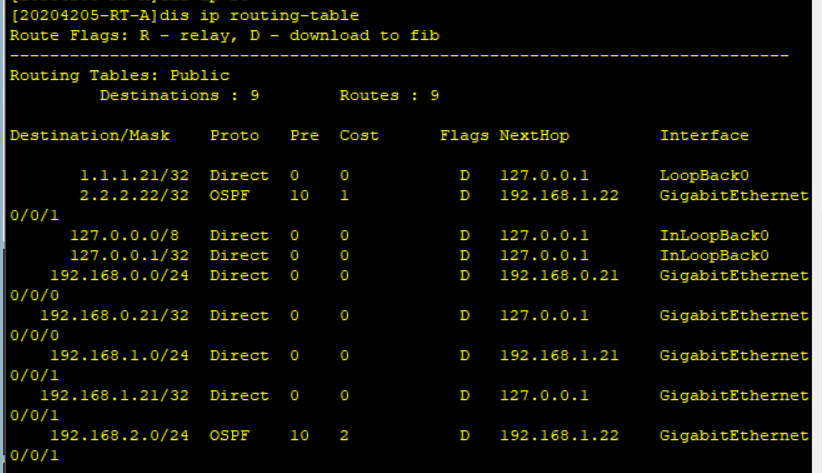 [20204205-RT-A]dis ip routing-table
Route Flags: R - relay, D - download to fib
------------------------------------------------------------------------------
Routing Tables: Public
         Destinations : 9        Routes : 9

Destination/Mask    Proto   Pre  Cost      Flags NextHop         Interface

       1.1.1.21/32  Direct  0    0           D   127.0.0.1       LoopBack0
       2.2.2.22/32  OSPF    10   1           D   192.168.1.22    GigabitEthernet
0/0/1
      127.0.0.0/8   Direct  0    0           D   127.0.0.1       InLoopBack0
      127.0.0.1/32  Direct  0    0           D   127.0.0.1       InLoopBack0
    192.168.0.0/24  Direct  0    0           D   192.168.0.21    GigabitEthernet
0/0/0
   192.168.0.21/32  Direct  0    0           D   127.0.0.1       GigabitEthernet
0/0/0
    192.168.1.0/24  Direct  0    0           D   192.168.1.21    GigabitEthernet
0/0/1
   192.168.1.21/32  Direct  0    0           D   127.0.0.1       GigabitEthernet
0/0/1
    192.168.2.0/24  OSPF    10   2           D   192.168.1.22    GigabitEthernet
0/0/1